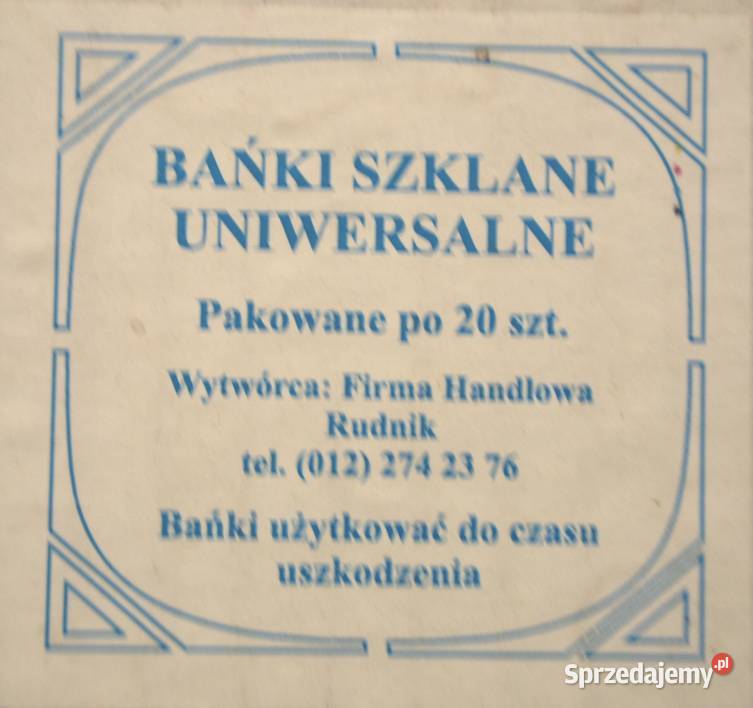 BAŃKI SZKLANE
UNIWERSALNE
Pakowane po 20 szt.
Wytwórca: Firma Handlowa
Rudnik
tel. (012) 274 23 76
Bańki użytkować do czasu
uszkodzenia
Sprzedajemy.pl